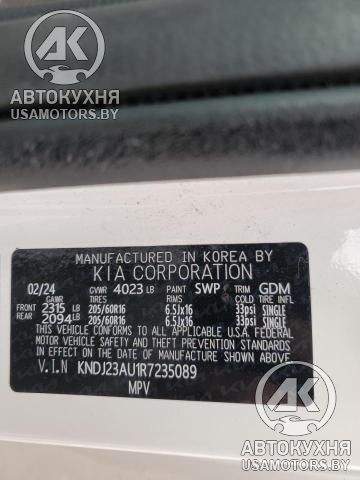 АВТОКУХНЯ
USAMOTORS.BY
MANUFACTURED IN KOREA BY
KIA CORPORATION
02/24 GVWR 4023 LB PAINT SWP TRIM GDM
GAWR TIRES RIMS COLD TIRE INFL
FRONT 2315 LB 205/60R16 6.5Jx16 33psi SINGLE
REAR 2094 LB 205/60R16 6.5Jx16 33psi SINGLE
THIS VEHICLE CONFORMS TO ALL APPLICABLE U.S.A. FEDERAL
MOTOR VEHICLE SAFETY AND THEFT PREVENTION STANDARDS
IN EFFECT ON THE DATE OF MANUFACTURE SHOWN ABOVE.
V.I.N KNDJ23AU1R7235089
MPV
АВТОКУХНЯ
USAMOTORS.BY